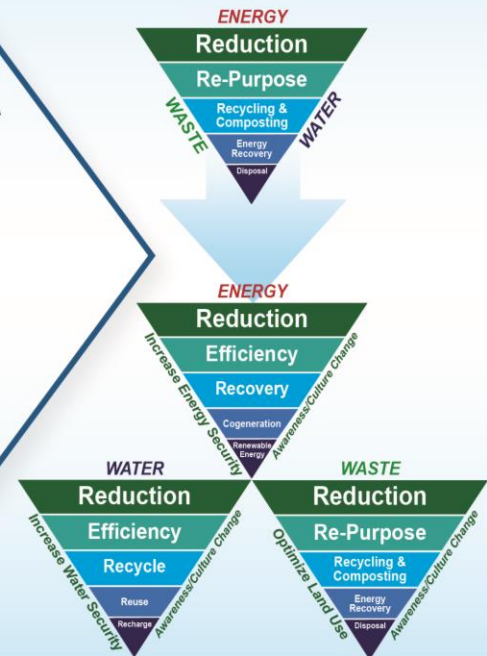 ENERGY
Reduction
Re-Purpose
Recycling &
Composting
Energy
Recovery
Disposal
WASTE
WATER
ENERGY
Reduction
Efficiency
Recovery
Cogeneration
Renewable
Energy
Increase Energy Security
Awareness/Culture Change
WATER
Reduction
Efficiency
Recycle
Reuse
Recharge
Increase Water Security
Awareness/Culture Change
WASTE
Reduction
Re-Purpose
Recycling &
Composting
Energy
Recovery
Disposal
Optimize Land Use
Awareness/Culture Change